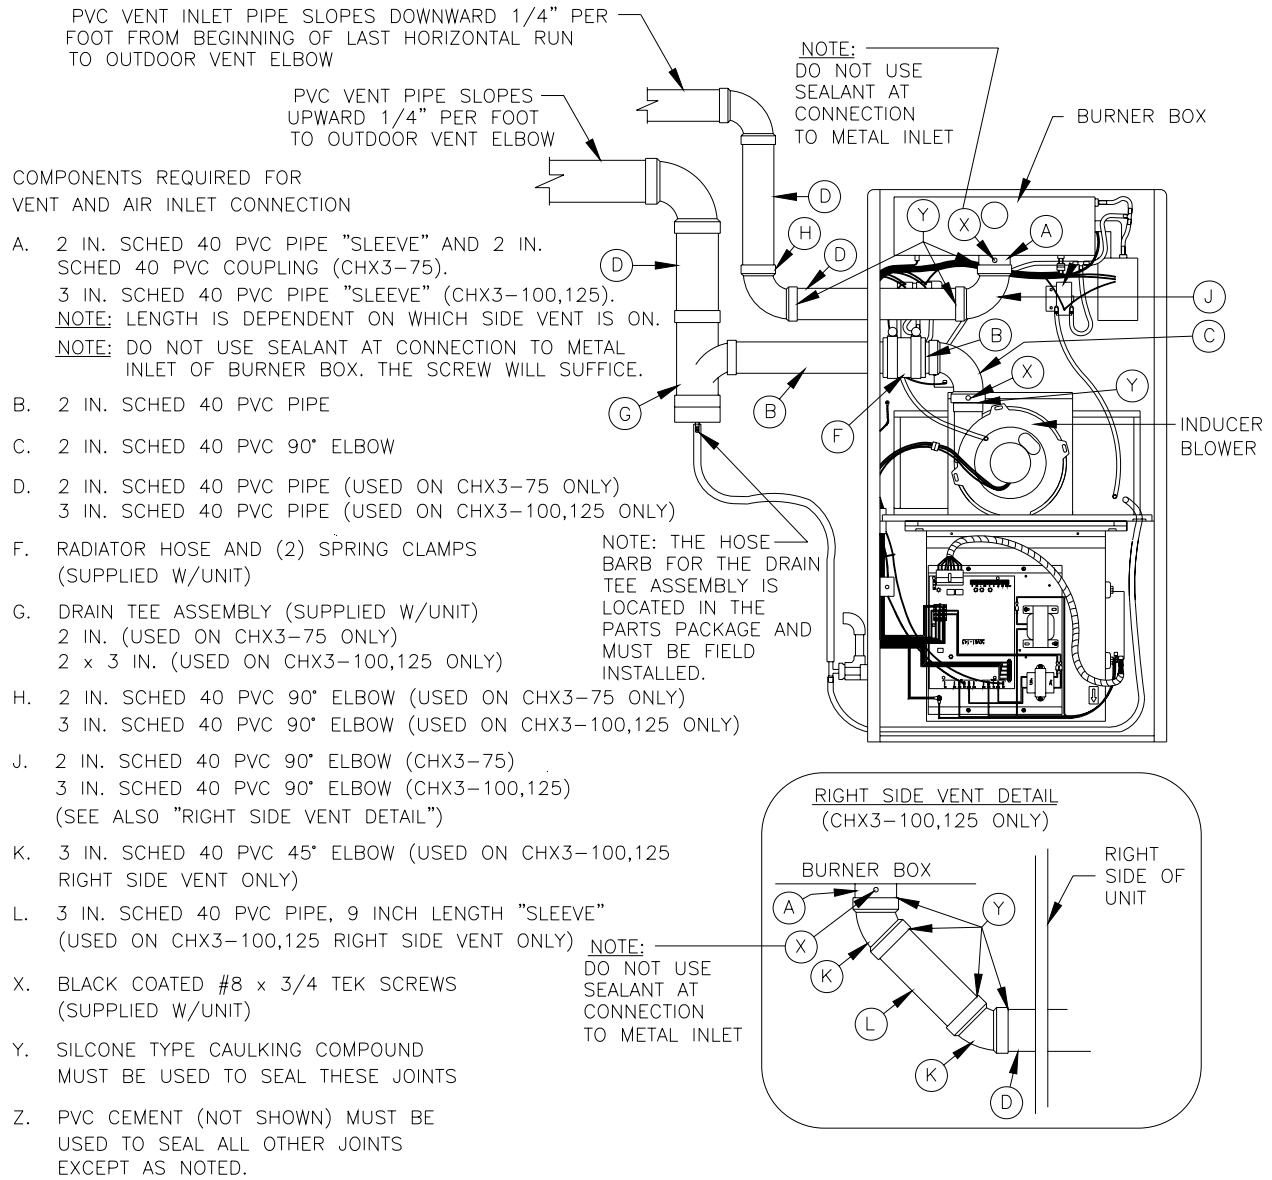 PVC VENT INLET PIPE SLOPES DOWNWARD 1/4" PER
FOOT FROM BEGINNING OF LAST HORIZONTAL RUN
TO OUTDOOR VENT ELBOW
PVC VENT PIPE SLOPES
UPWARD 1/4" PER FOOT
TO OUTDOOR VENT ELBOW
NOTE:
DO NOT USE
SEALANT AT
CONNECTION
TO METAL INLET
BURNER BOX
COMPONENTS REQUIRED FOR
VENT AND AIR INLET CONNECTION
A. 2 IN. SCHED 40 PVC PIPE "SLEEVE" AND 2 IN.
SCHED 40 PVC COUPLING (CHX3-75).
3 IN. SCHED 40 PVC PIPE "SLEEVE" (CHX3-100,125).
NOTE: LENGTH IS DEPENDENT ON WHICH SIDE VENT IS ON.
NOTE: DO NOT USE SEALANT AT CONNECTION TO METAL
INLET OF BURNER BOX. THE SCREW WILL SUFFICE.
B. 2 IN. SCHED 40 PVC PIPE
C. 2 IN. SCHED 40 PVC 90° ELBOW
D. 2 IN. SCHED 40 PVC PIPE (USED ON CHX3-75 ONLY)
3 IN. SCHED 40 PVC PIPE (USED ON CHX3-100,125 ONLY)
F. RADIATOR HOSE AND (2) SPRING CLAMPS
(SUPPLIED W/UNIT)
G. DRAIN TEE ASSEMBLY (SUPPLIED W/UNIT)
2 IN. (USED ON CHX3-75 ONLY)
2 x 3 IN. (USED ON CHX3-100,125 ONLY)
H. 2 IN. SCHED 40 PVC 90° ELBOW (USED ON CHX3-75 ONLY)
3 IN. SCHED 40 PVC 90° ELBOW (USED ON CHX3-100,125 ONLY)
J. 2 IN. SCHED 40 PVC 90° ELBOW (CHX3-75)
3 IN. SCHED 40 PVC 90° ELBOW (CHX3-100,125)
(SEE ALSO "RIGHT SIDE VENT DETAIL")
K. 3 IN. SCHED 40 PVC 45° ELBOW (USED ON CHX3-100,125
RIGHT SIDE VENT ONLY)
L. 3 IN. SCHED 40 PVC PIPE, 9 INCH LENGTH "SLEEVE"
(USED ON CHX3-100,125 RIGHT SIDE VENT ONLY)
X. BLACK COATED #8 x 3/4 TEK SCREWS
(SUPPLIED W/UNIT)
Y. SILCONE TYPE CAULKING COMPOUND
MUST BE USED TO SEAL THESE JOINTS
Z. PVC CEMENT (NOT SHOWN) MUST BE
USED TO SEAL ALL OTHER JOINTS
EXCEPT AS NOTED.
D
Y
X
A
H
D
D
J
B
C
X
Y
B
G
F
INDUCER
BLOWER
NOTE: THE HOSE
BARB FOR THE DRAIN
TEE ASSEMBLY IS
LOCATED IN THE
PARTS PACKAGE AND
MUST BE FIELD
INSTALLED.
RIGHT SIDE VENT DETAIL
(CHX3-100,125 ONLY)
BURNER BOX
RIGHT
SIDE OF
UNIT
A
Y
X
K
L
K
D
NOTE:
DO NOT USE
SEALANT AT
CONNECTION
TO METAL INLET